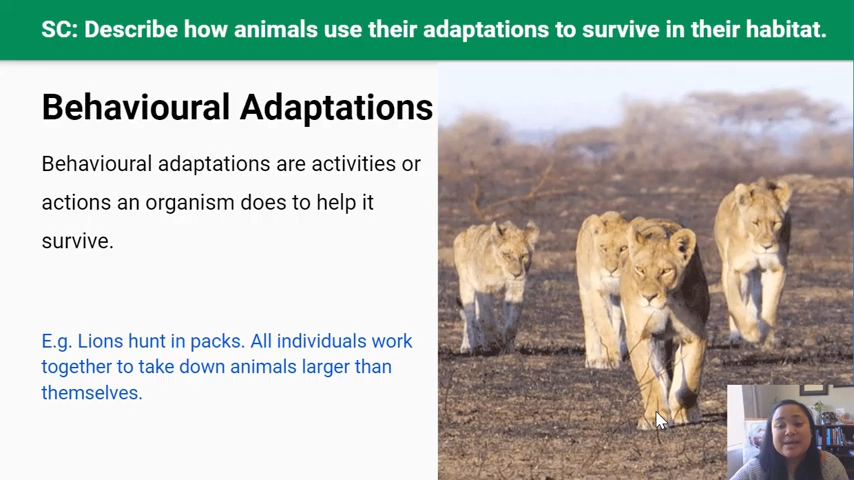 SC: Describe how animals use their adaptations to survive in their habitat.
Behavioural Adaptations
Behavioural adaptations are activities or
actions an organism does to help it
survive.
E.g. Lions hunt in packs. All individuals work
together to take down animals larger than
themselves.